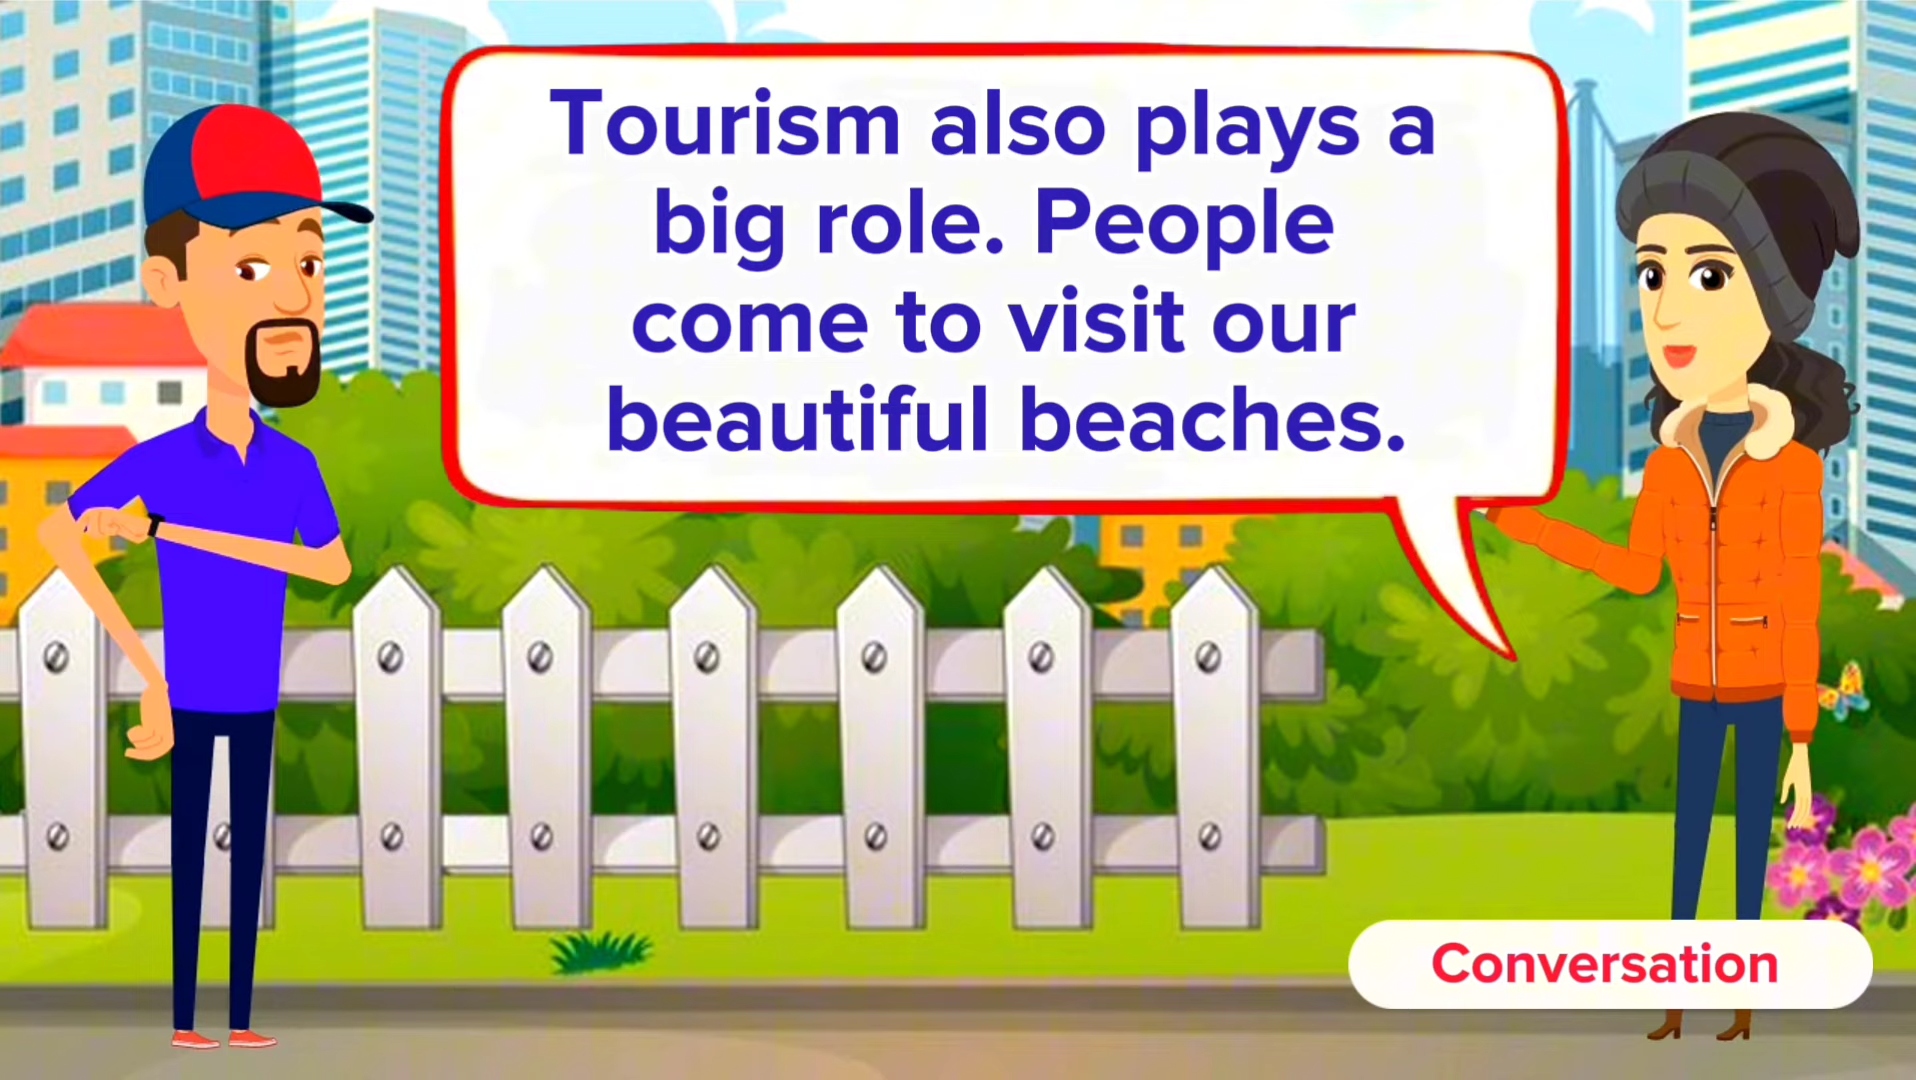 Tourism also plays a
big role. People
come to visit our
beautiful beaches.
Conversation